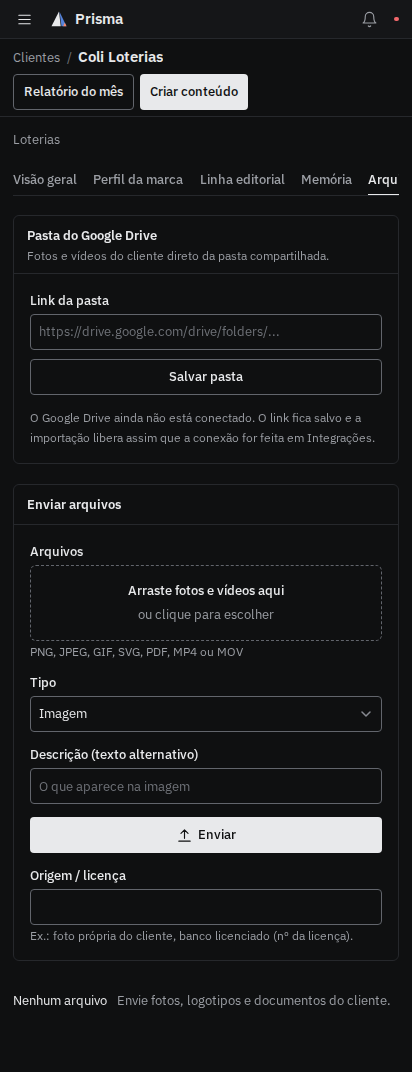 Prisma
Clientes / Coli Loterias
Relatório do mês
Criar conteúdo
Loterias
Visão geral
Perfil da marca
Linha editorial
Memória
Arqu
Pasta do Google Drive
Fotos e vídeos do cliente direto da pasta compartilhada.
Link da pasta
https://drive.google.com/drive/folders/...
Salvar pasta
O Google Drive ainda não está conectado. O link fica salvo e a
importação libera assim que a conexão for feita em Integrações.
Enviar arquivos
Arquivos
Arraste fotos e vídeos aqui
ou clique para escolher
PNG, JPEG, GIF, SVG, PDF, MP4 ou MOV
Tipo
Imagem
Descrição (texto alternativo)
O que aparece na imagem
Enviar
Origem / licença
Ex.: foto própria do cliente, banco licenciado (nº da licença).
Nenhum arquivo Envie fotos, logotipos e documentos do cliente.